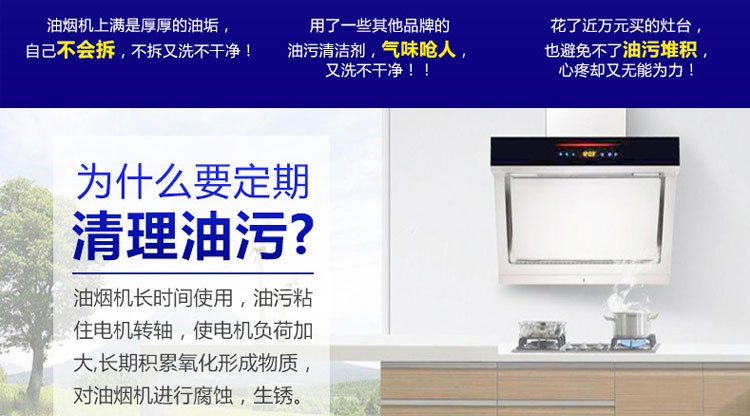 油烟机上满是厚厚的油垢，
自己不会拆，不拆又洗不干净！
用了一些其他品牌的
油污清洁剂，气味呛人，
又洗不干净！！
花了近万元买的灶台，
也避免不了油污堆积，
心疼却又无能为力！
为什么要定期
清理油污?
油烟机长时间使用，油污粘
住电机转轴，使电机负荷加
大,长期积累氧化形成物质，
对油烟机进行腐蚀，生锈。